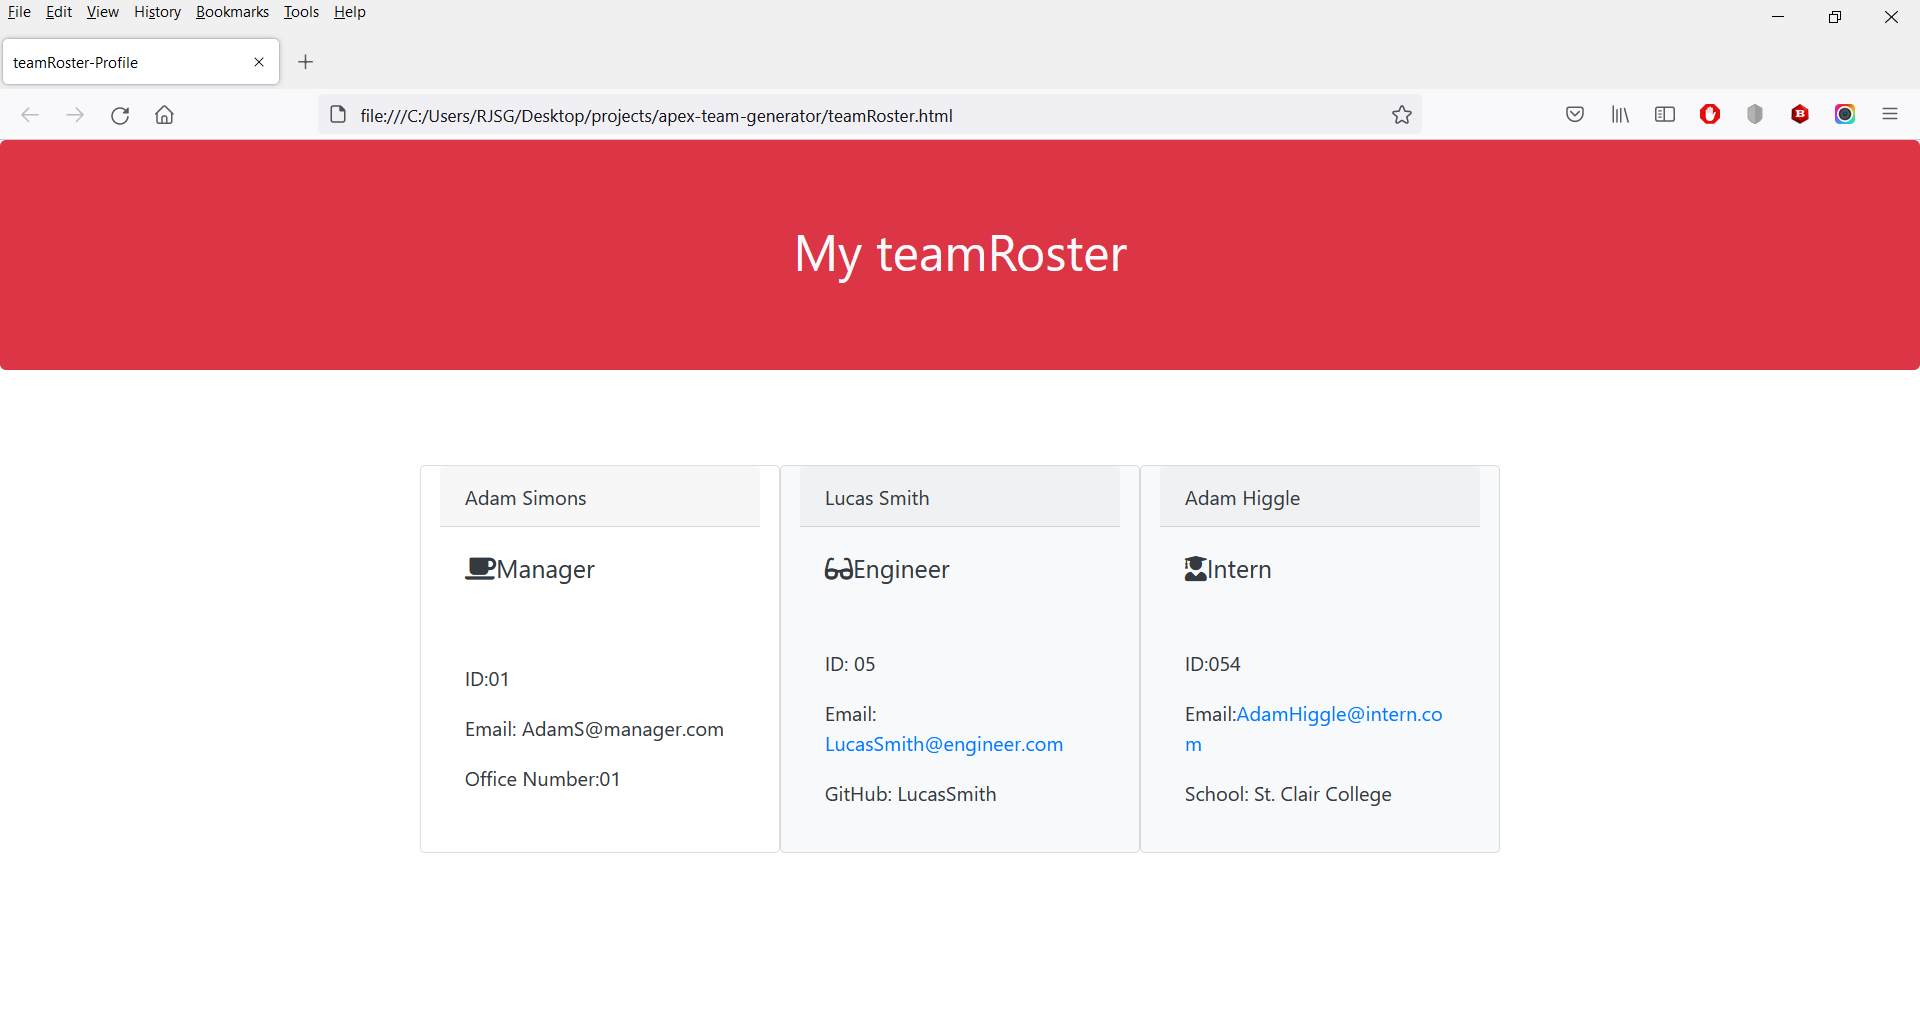 File Edit View History Bookmarks Tools Help
teamRoster-Profile
file:///C:/Users/RJSG/Desktop/projects/apex-team-generator/teamRoster.html
My teamRoster
Adam Simons
Manager
ID:01
Email: AdamS@manager.com
Office Number:01
Lucas Smith
Engineer
ID: 05
Email:
LucasSmith@engineer.com
GitHub: LucasSmith
Adam Higgle
Intern
ID:054
Email:AdamHiggle@intern.co
m
School: St. Clair College